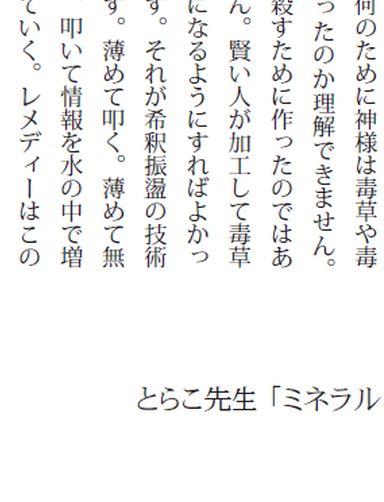 何のために神様は毒草や毒
ったのか理解できません。
殺すために作ったのではあ
ん。賢い人が加工して毒草
になるようにすればよかっ
す。それが希釈振盪の技術
す。薄めて叩く。薄めて無
、叩いて情報を水の中で増
ていく。レメディーはこの
とらこ先生「ミネラル